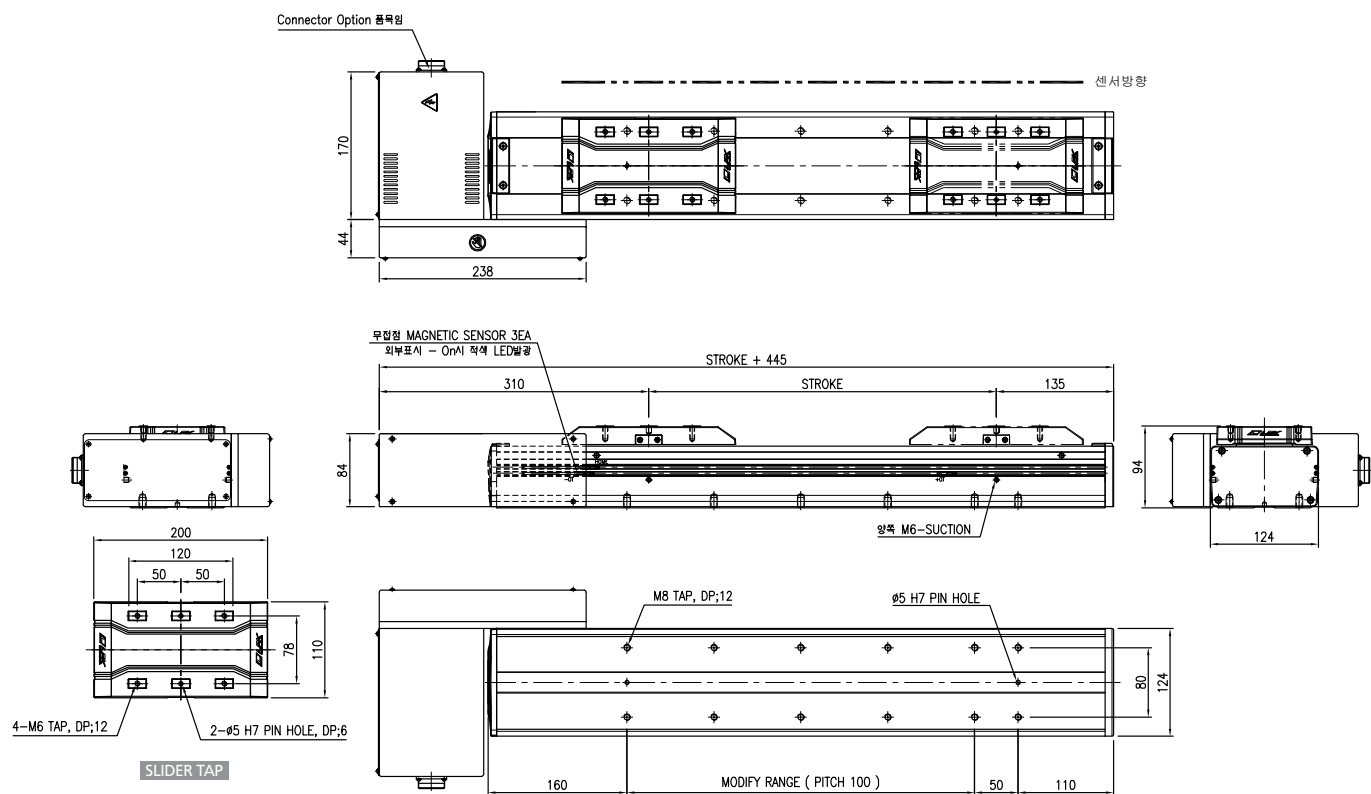 Connector Option 품목임
센서방향
170
44
238
무접점 MAGNETIC SENSOR 3EA
외부표시 - On시 적색 LED발광
STROKE + 445
310
STROKE
135
84
94
양쪽 M6-SUCTION
124
200
120
50
50
78
110
4-M6 TAP, DP;12
2-ø5 H7 PIN HOLE, DP;6
SLIDER TAP
M8 TAP, DP;12
ø5 H7 PIN HOLE
80
124
160
MODIFY RANGE ( PITCH 100 )
50
110